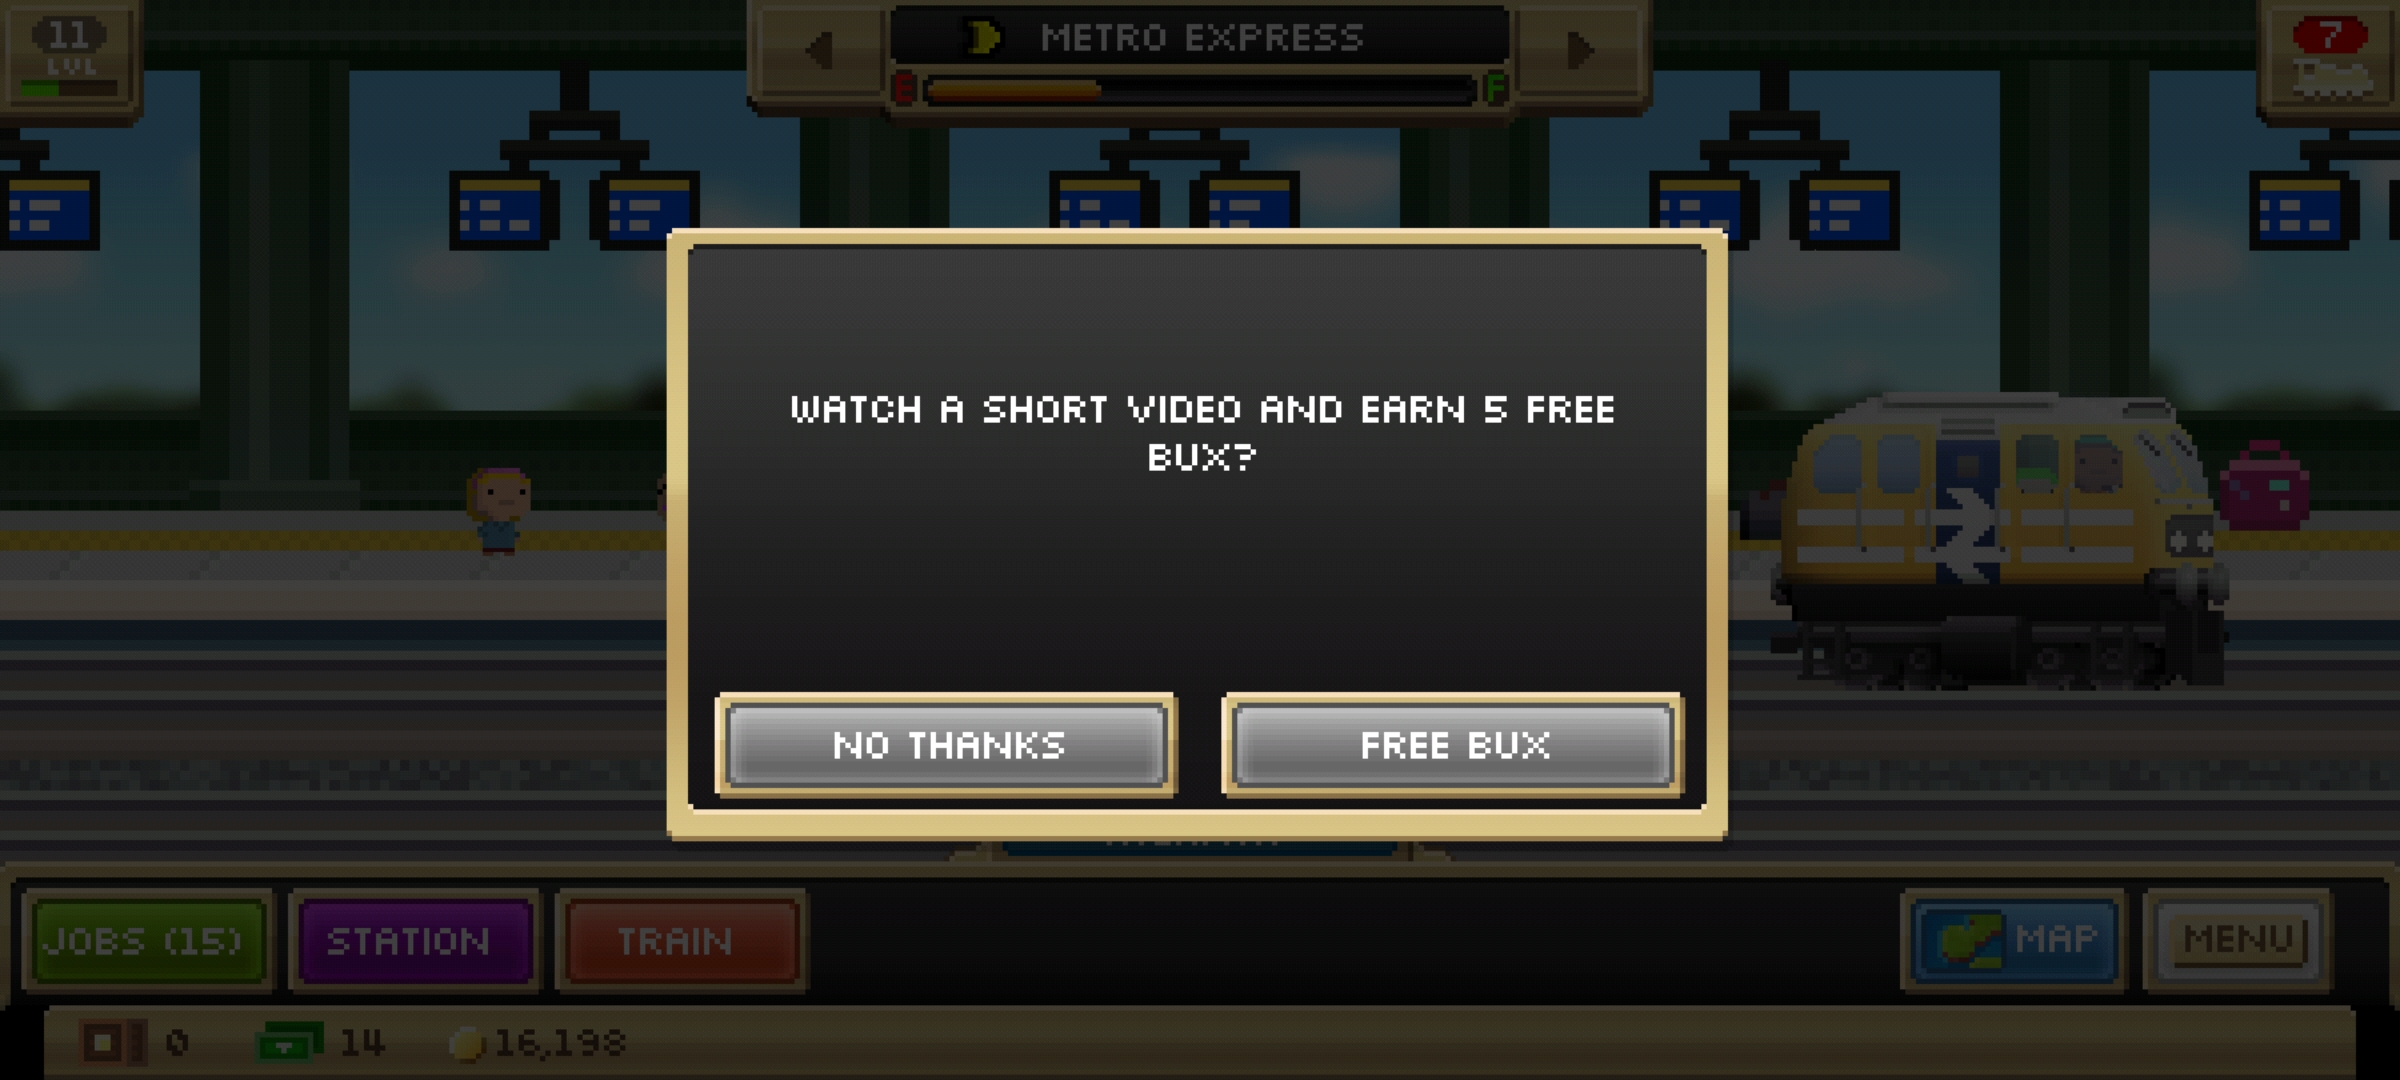 11
LVL
METRO EXPRESS
E F
7
WATCH A SHORT VIDEO AND EARN 5 FREE
BUX?
NO THANKS
FREE BUX
JOBS (15)
STATION
TRAIN
MAP
MENU
0
14
16,198